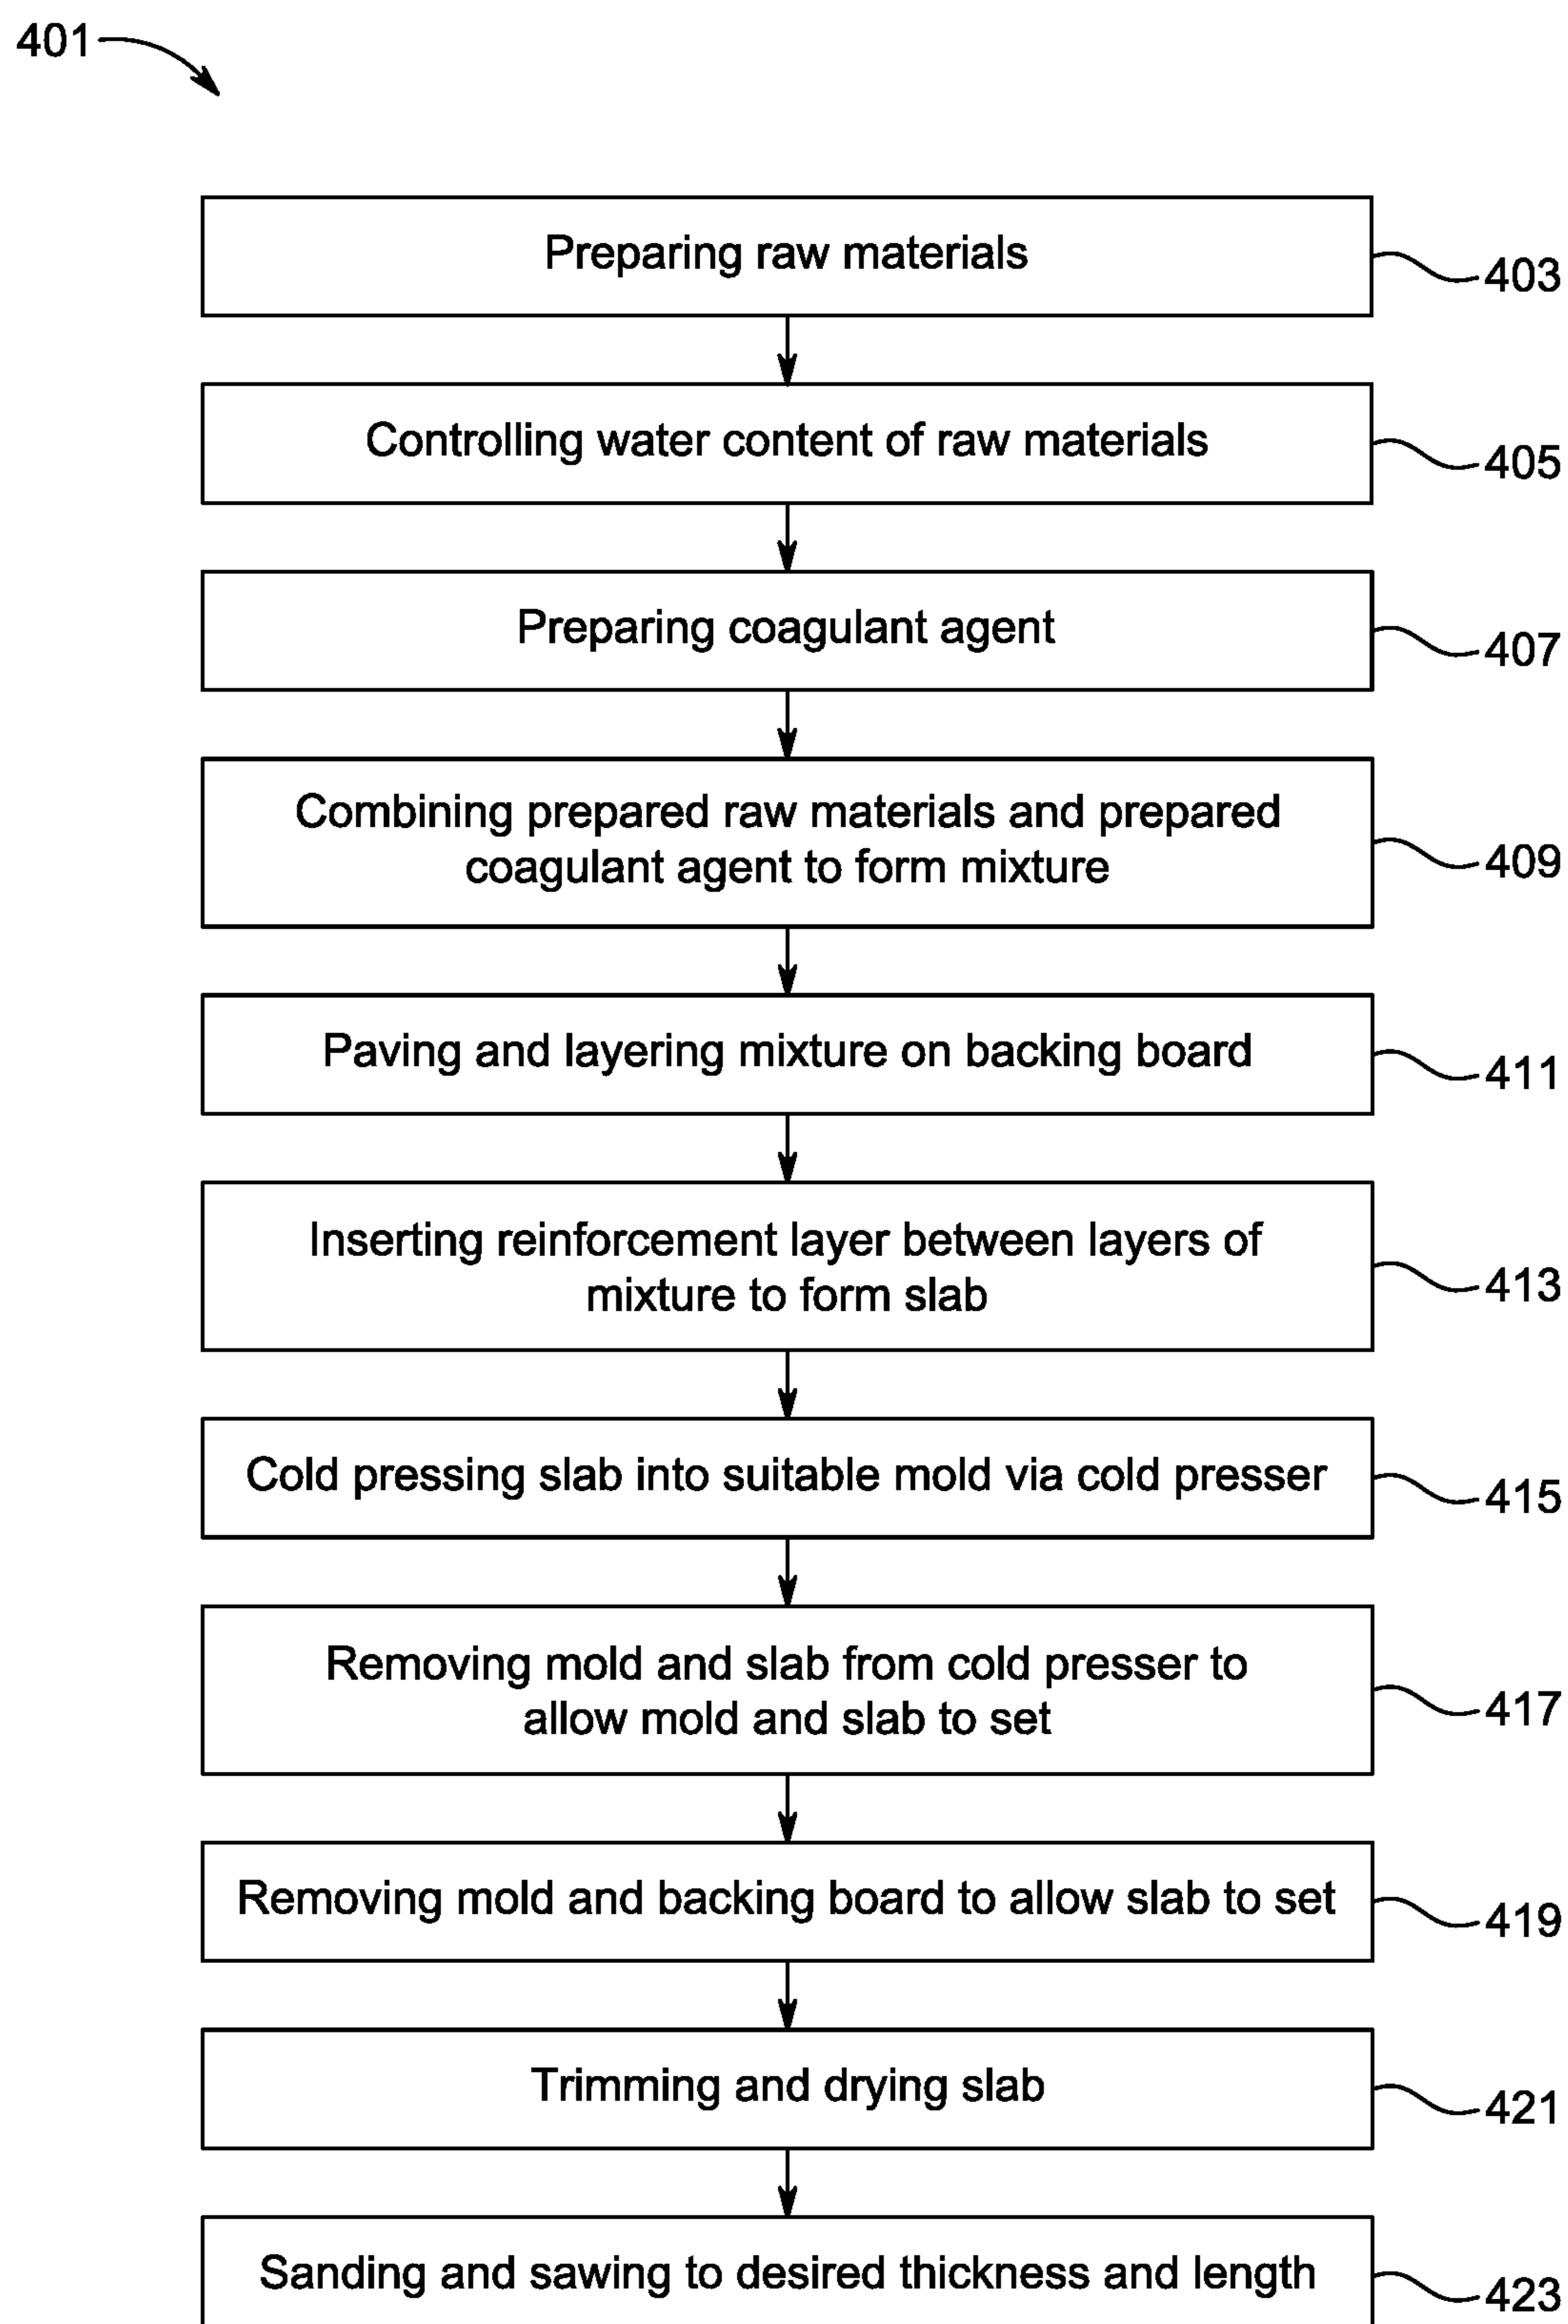 401
Preparing raw materials
403
Controlling water content of raw materials
405
Preparing coagulant agent
407
Combining prepared raw materials and prepared
coagulant agent to form mixture
409
Paving and layering mixture on backing board
411
Inserting reinforcement layer between layers of
mixture to form slab
413
Cold pressing slab into suitable mold via cold presser
415
Removing mold and slab from cold presser to
allow mold and slab to set
417
Removing mold and backing board to allow slab to set
419
Trimming and drying slab
421
Sanding and sawing to desired thickness and length
423